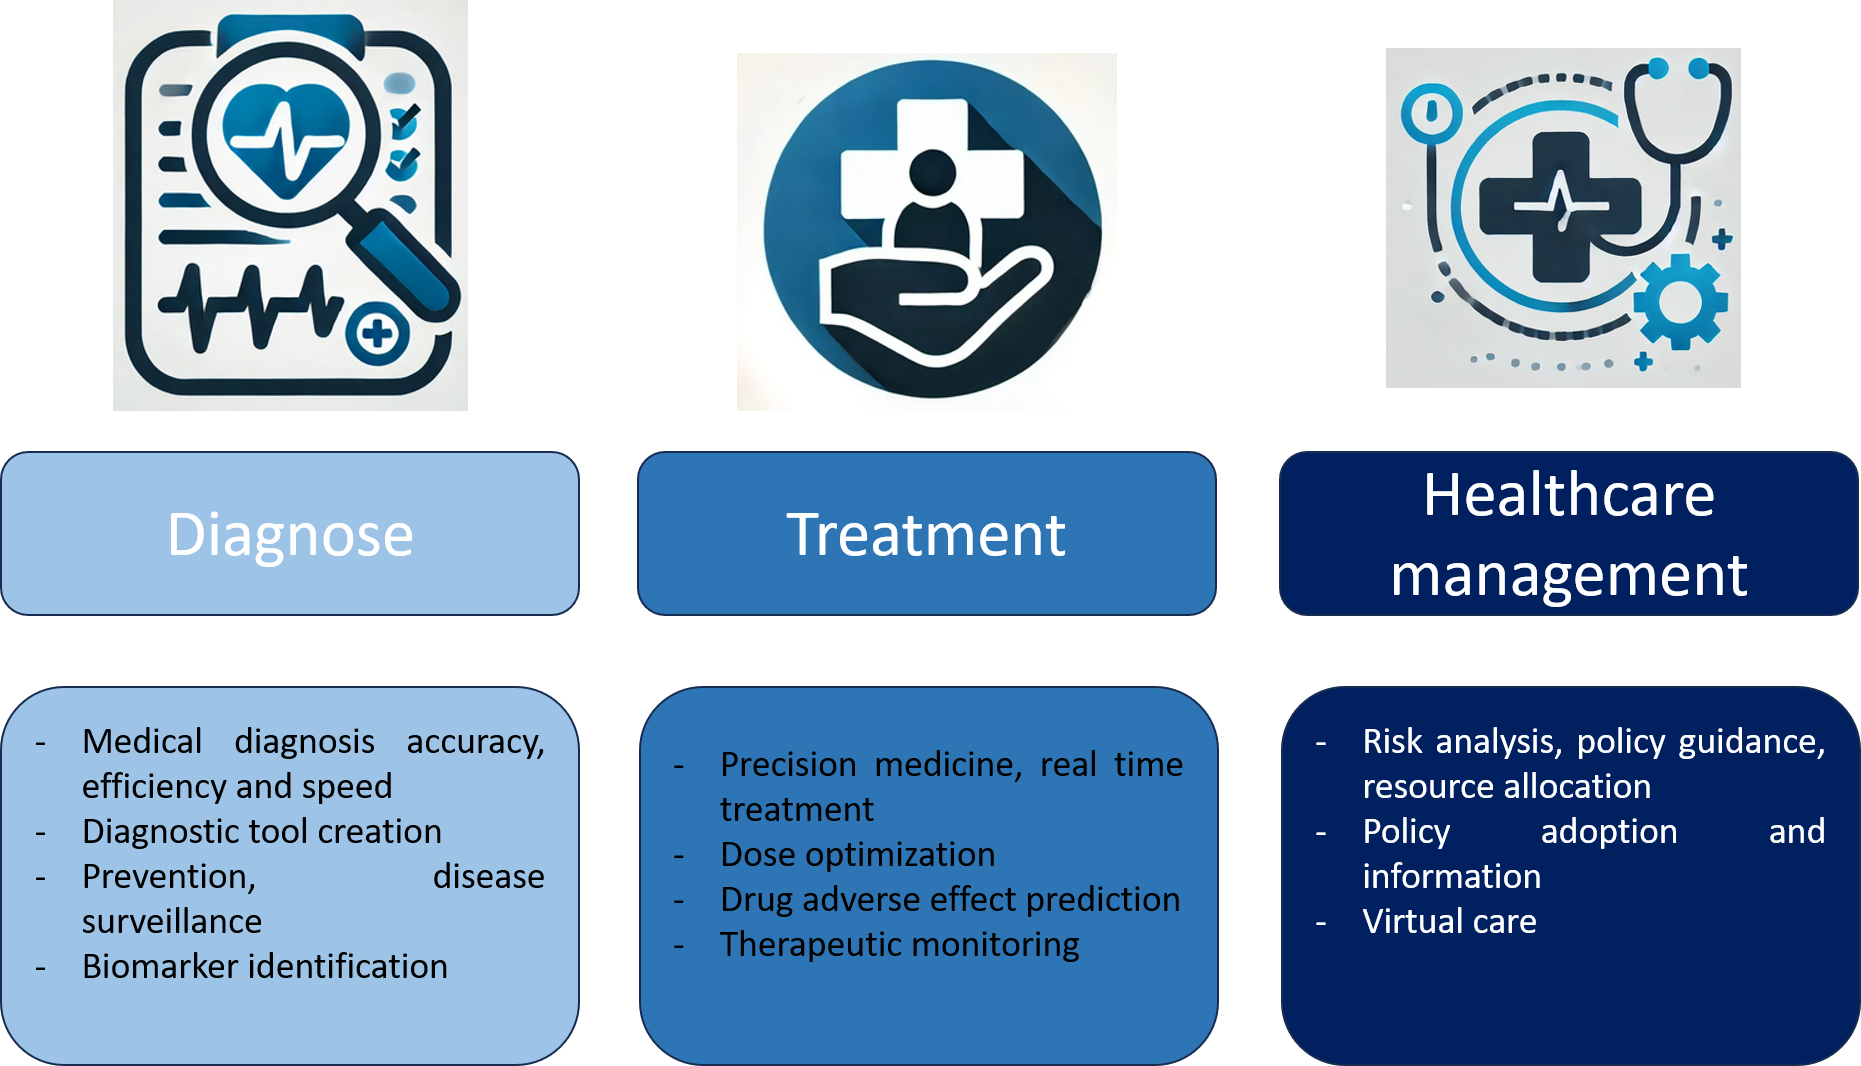 Diagnose
Treatment
Healthcare
management
- Medical diagnosis accuracy,
efficiency and speed
- Diagnostic tool creation
- Prevention, disease
surveillance
- Biomarker identification
- Precision medicine, real time
treatment
- Dose optimization
- Drug adverse effect prediction
- Therapeutic monitoring
- Risk analysis, policy guidance,
resource allocation
- Policy adoption and
information
- Virtual care